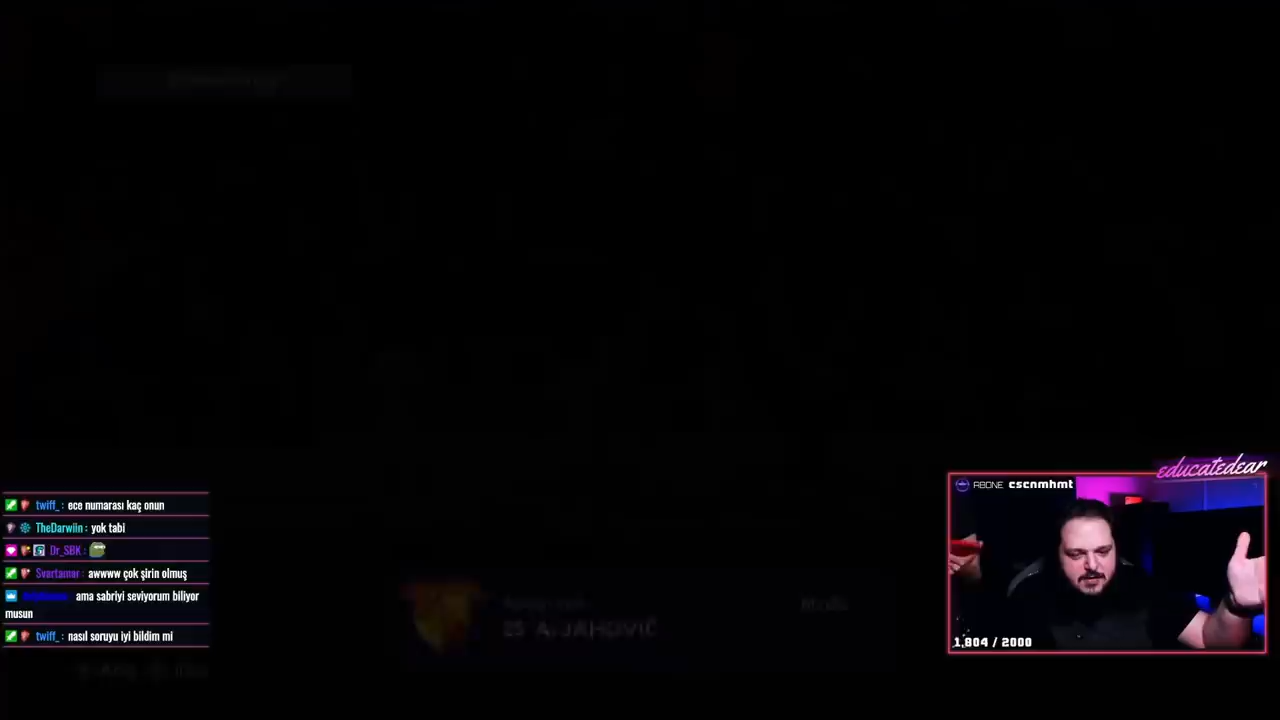 educatedear
ABONE cscnmhmt
twiff_ : ece numarası kaç onun
TheDarwiin : yok tabi
Dr_SBK :
Svartamar : awwww çok şirin olmuş
ama sabriyi seviyorum biliyor
musun
twiff_ : nasıl soruyu iyi bildim mi
A. JAHOVIĆ
1,804 / 2000